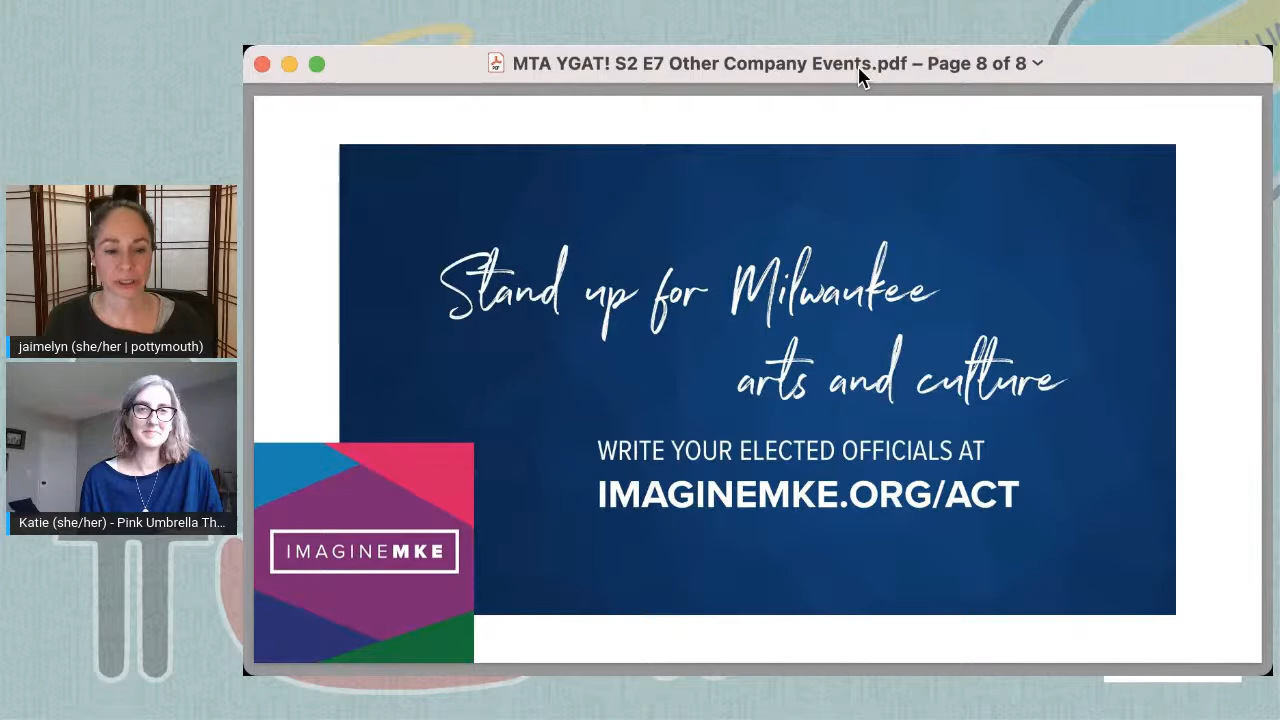 MTA YGAT! S2 E7 Other Company Events.pdf – Page 8 of 8
Stand up for Milwaukee
arts and culture
WRITE YOUR ELECTED OFFICIALS AT
IMAGINEMKE.ORG/ACT
IMAGINEMKE
jaimelyn (she/her | pottymouth)
Katie (she/her) - Pink Umbrella Th...